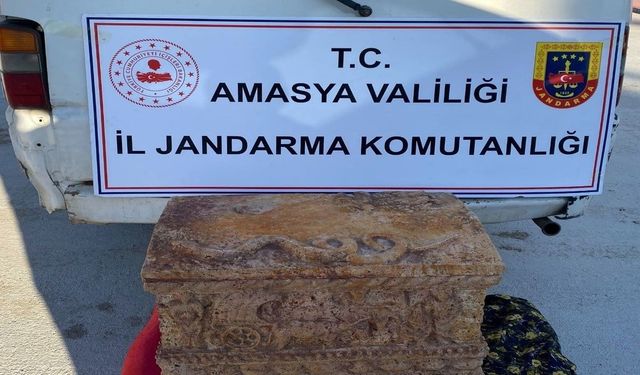 T.C.
AMASYA VALİLİĞİ
İL JANDARMA KOMUTANLIĞI
JANDARMA